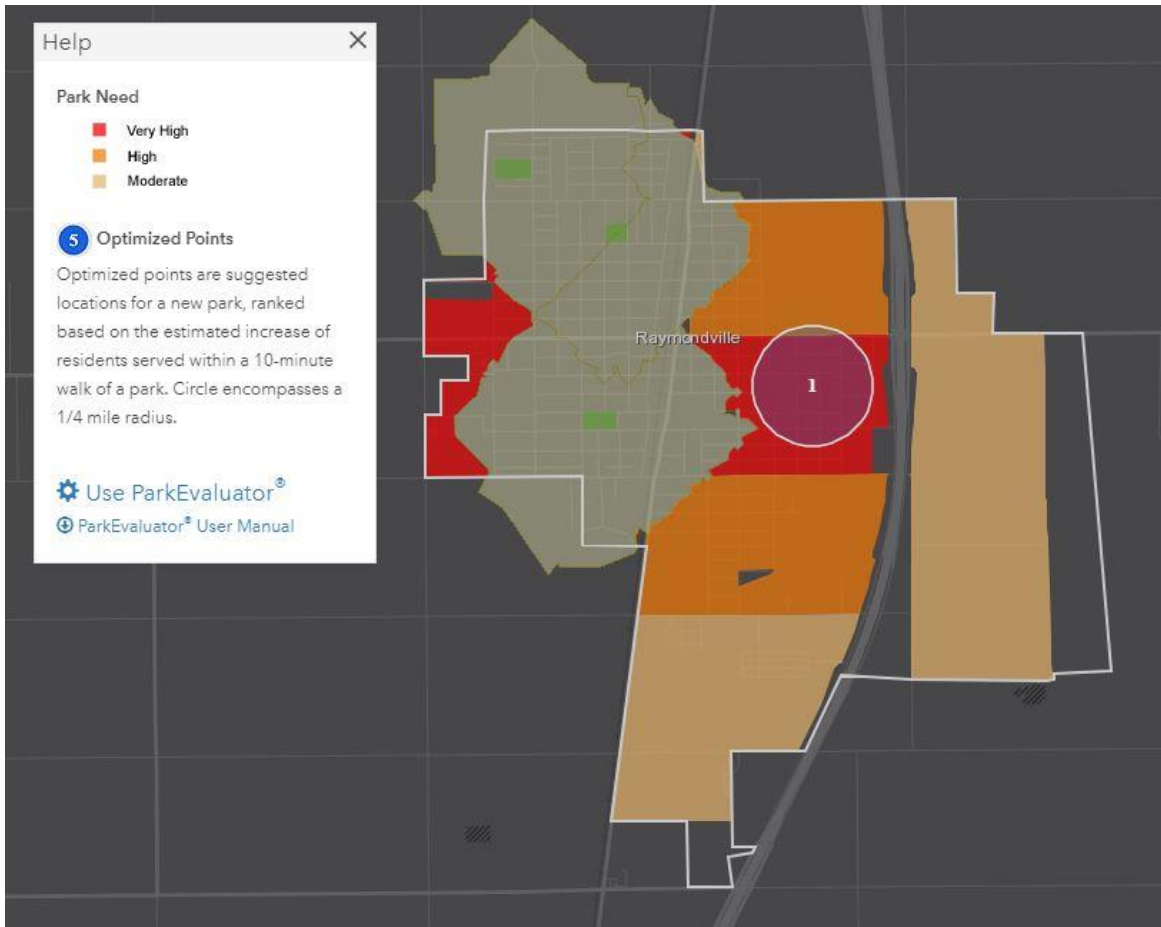 Help
Park Need
Very High
High
Moderate
5 Optimized Points
Optimized points are suggested
locations for a new park, ranked
based on the estimated increase of
residents served within a 10-minute
walk of a park. Circle encompasses a
1/4 mile radius.
Use ParkEvaluator®
ParkEvaluator® User Manual
Raymondville
1